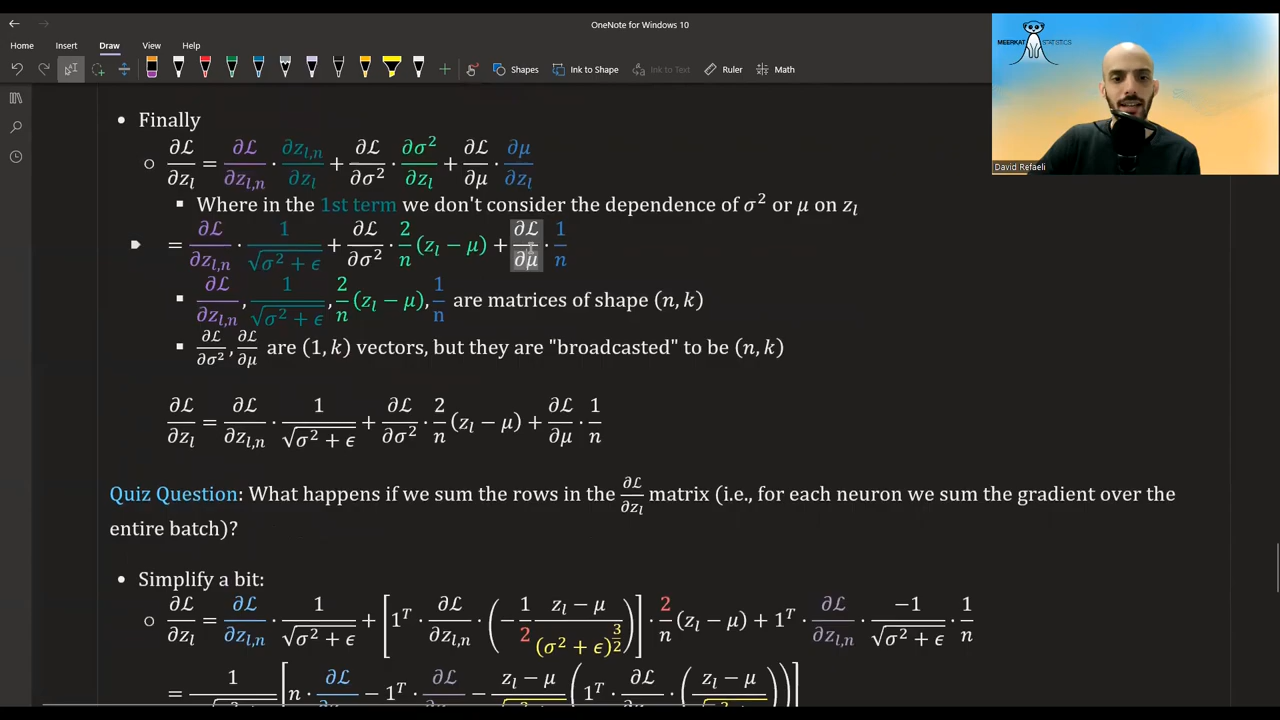 OneNote for Windows 10
Home Insert Draw View Help
Shapes Ink to Shape Ink to Text Ruler Math
MEERKAT STATISTICS
David Refaeli
• Finally
∂ℒ/∂z_l = ∂ℒ/∂z_{l,n} · ∂z_{l,n}/∂z_l + ∂ℒ/∂σ² · ∂σ²/∂z_l + ∂ℒ/∂μ · ∂μ/∂z_l
▪ Where in the 1st term we don't consider the dependence of σ² or μ on z_l
= ∂ℒ/∂z_{l,n} · 1/√(σ² + ϵ) + ∂ℒ/∂σ² · 2/n (z_l − μ) + ∂ℒ/∂μ · 1/n
▪ ∂ℒ/∂z_{l,n}, 1/√(σ² + ϵ), 2/n (z_l − μ), 1/n are matrices of shape (n, k)
▪ ∂ℒ/∂σ², ∂ℒ/∂μ are (1, k) vectors, but they are "broadcasted" to be (n, k)
∂ℒ/∂z_l = ∂ℒ/∂z_{l,n} · 1/√(σ² + ϵ) + ∂ℒ/∂σ² · 2/n (z_l − μ) + ∂ℒ/∂μ · 1/n
Quiz Question: What happens if we sum the rows in the ∂ℒ/∂z_l matrix (i.e., for each neuron we sum the gradient over the
entire batch)?
• Simplify a bit:
∂ℒ/∂z_l = ∂ℒ/∂z_{l,n} · 1/√(σ² + ϵ) + [1ᵀ · ∂ℒ/∂z_{l,n} · (−1/2 (z_l − μ)/(σ² + ϵ)^{3/2})] · 2/n (z_l − μ) + 1ᵀ · ∂ℒ/∂z_{l,n} · −1/√(σ² + ϵ) · 1/n